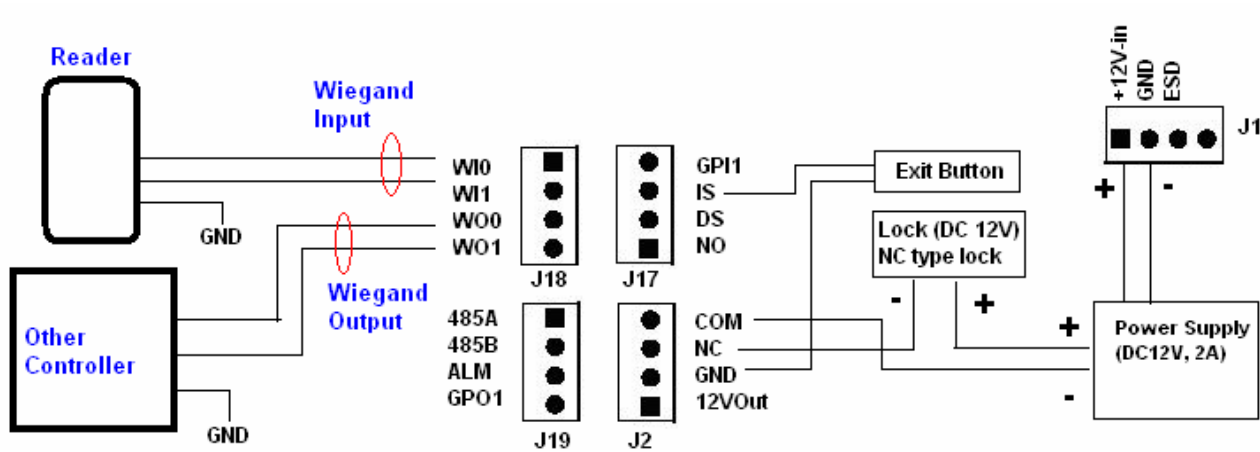 Reader
Wiegand
Input
+12V-in
GND
ESD
J1
WI0
WI1
WO0
WO1
GND
J18
GPI1
IS
DS
NO
J17
Exit Button
Lock (DC 12V)
NC type lock
-
+
+
-
Wiegand
Output
Other
Controller
GND
485A
485B
ALM
GPO1
J19
COM
NC
GND
12VOut
J2
+
-
Power Supply
(DC12V, 2A)